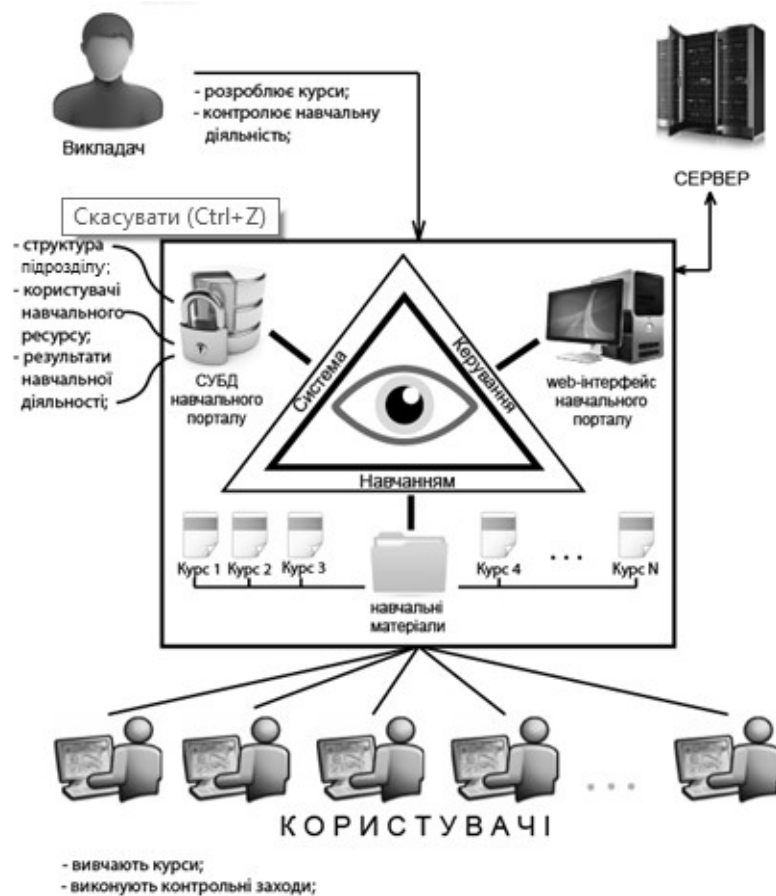 - розроблює курси;
- контролює навчальну
діяльність;
Викладач
СЕРВЕР
Скасувати (Ctrl+Z)
- структура
підрозділу;
- користувачі
навчального
ресурсу;
- результати
навчальної
діяльності;
СУБД
навчального
порталу
Система
Керування
Навчанням
web-інтерфейс
навчального
порталу
Курс 1
Курс 2
Курс 3
Курс 4
...
Курс N
навчальні
матеріали
...
КОРИСТУВАЧІ
- вивчають курси;
- виконують контрольні заходи;